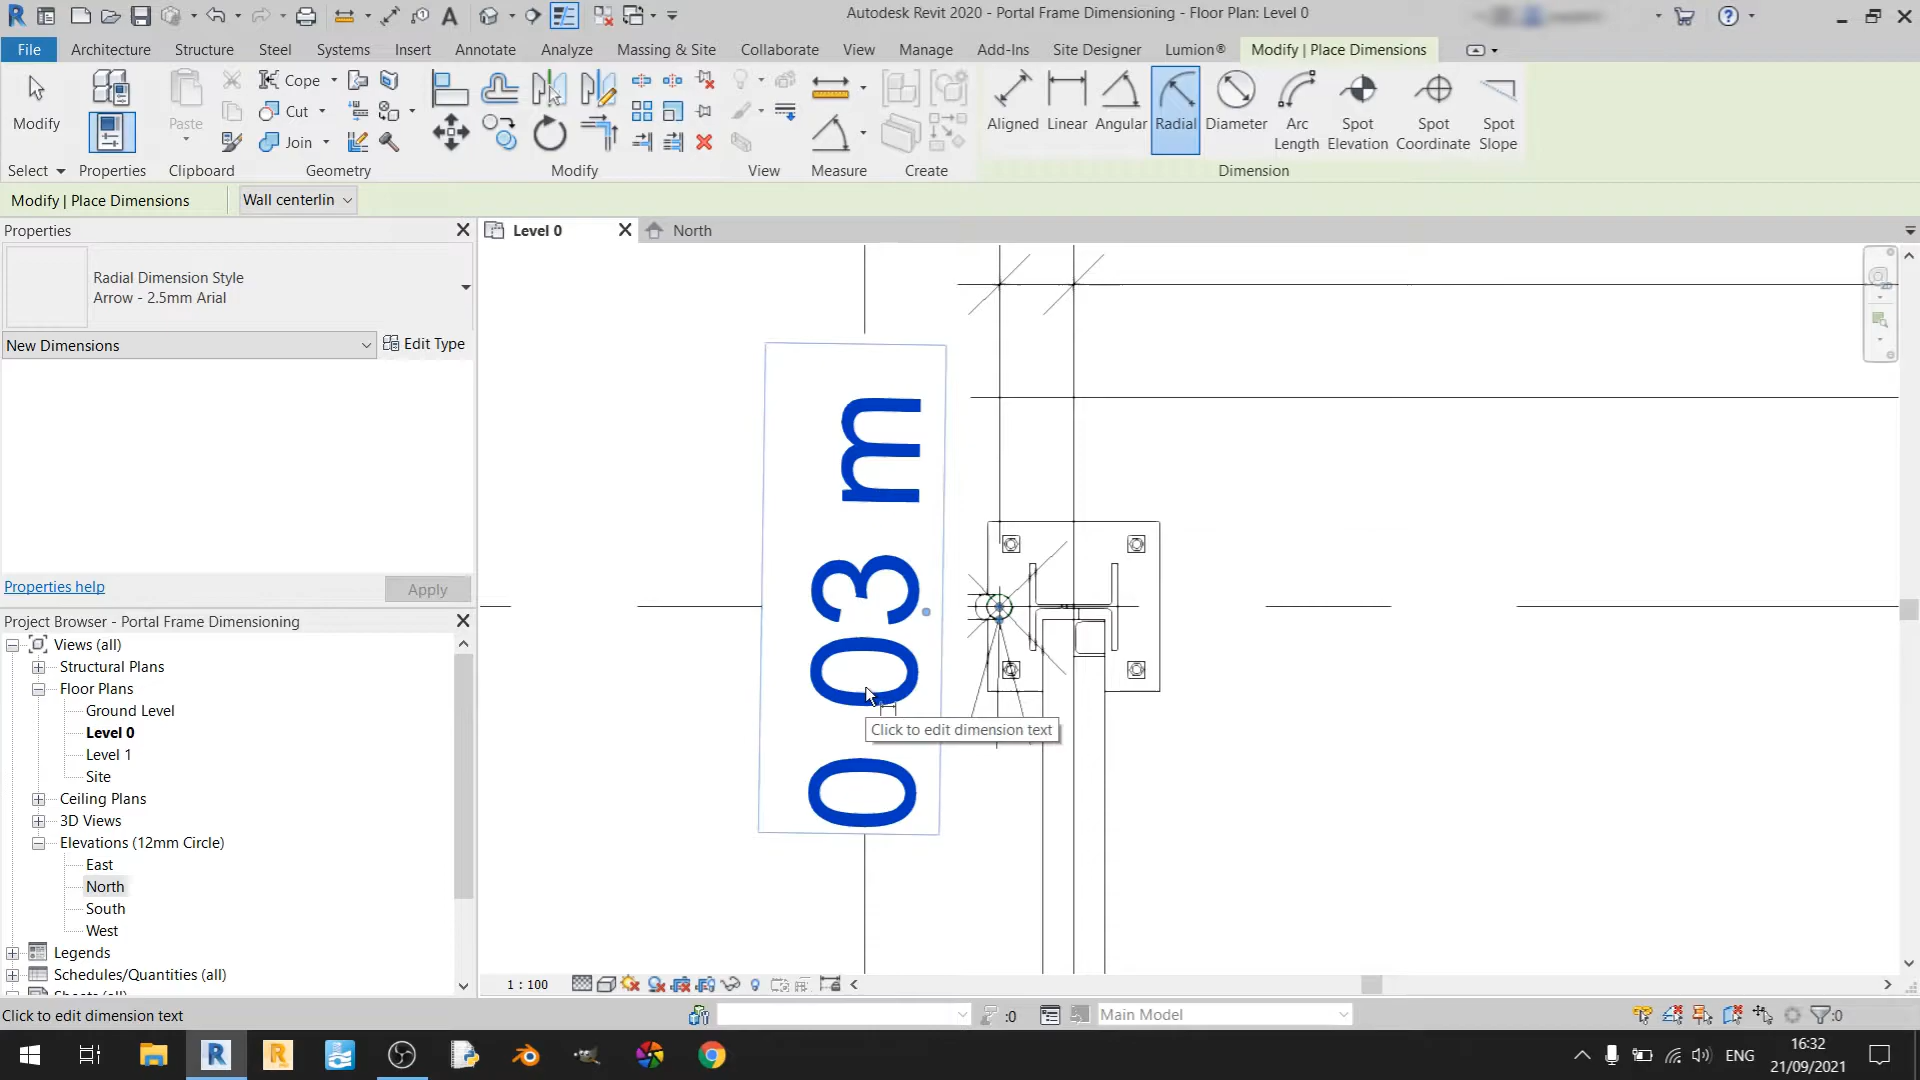 Autodesk Revit 2020 - Portal Frame Dimensioning - Floor Plan: Level 0
File Architecture Structure Steel Systems Insert Annotate Analyze Massing & Site Collaborate View Manage Add-Ins Site Designer Lumion® Modify | Place Dimensions
Modify
Paste
Cope
Cut
Join
Aligned Linear Angular Radial Diameter Arc Length Spot Elevation Spot Coordinate Spot Slope
Select Properties Clipboard Geometry Modify View Measure Create Dimension
Modify | Place Dimensions Wall centerlin
Properties
Level 0 North
Radial Dimension Style
Arrow - 2.5mm Arial
New Dimensions Edit Type
Properties help Apply
Project Browser - Portal Frame Dimensioning
Views (all)
Structural Plans
Floor Plans
Ground Level
Level 0
Level 1
Site
Ceiling Plans
3D Views
Elevations (12mm Circle)
East
North
South
West
Legends
Schedules/Quantities (all)
0 03 m
Click to edit dimension text
1 : 100
Click to edit dimension text
:0
Main Model
:0
ENG
16:32
21/09/2021